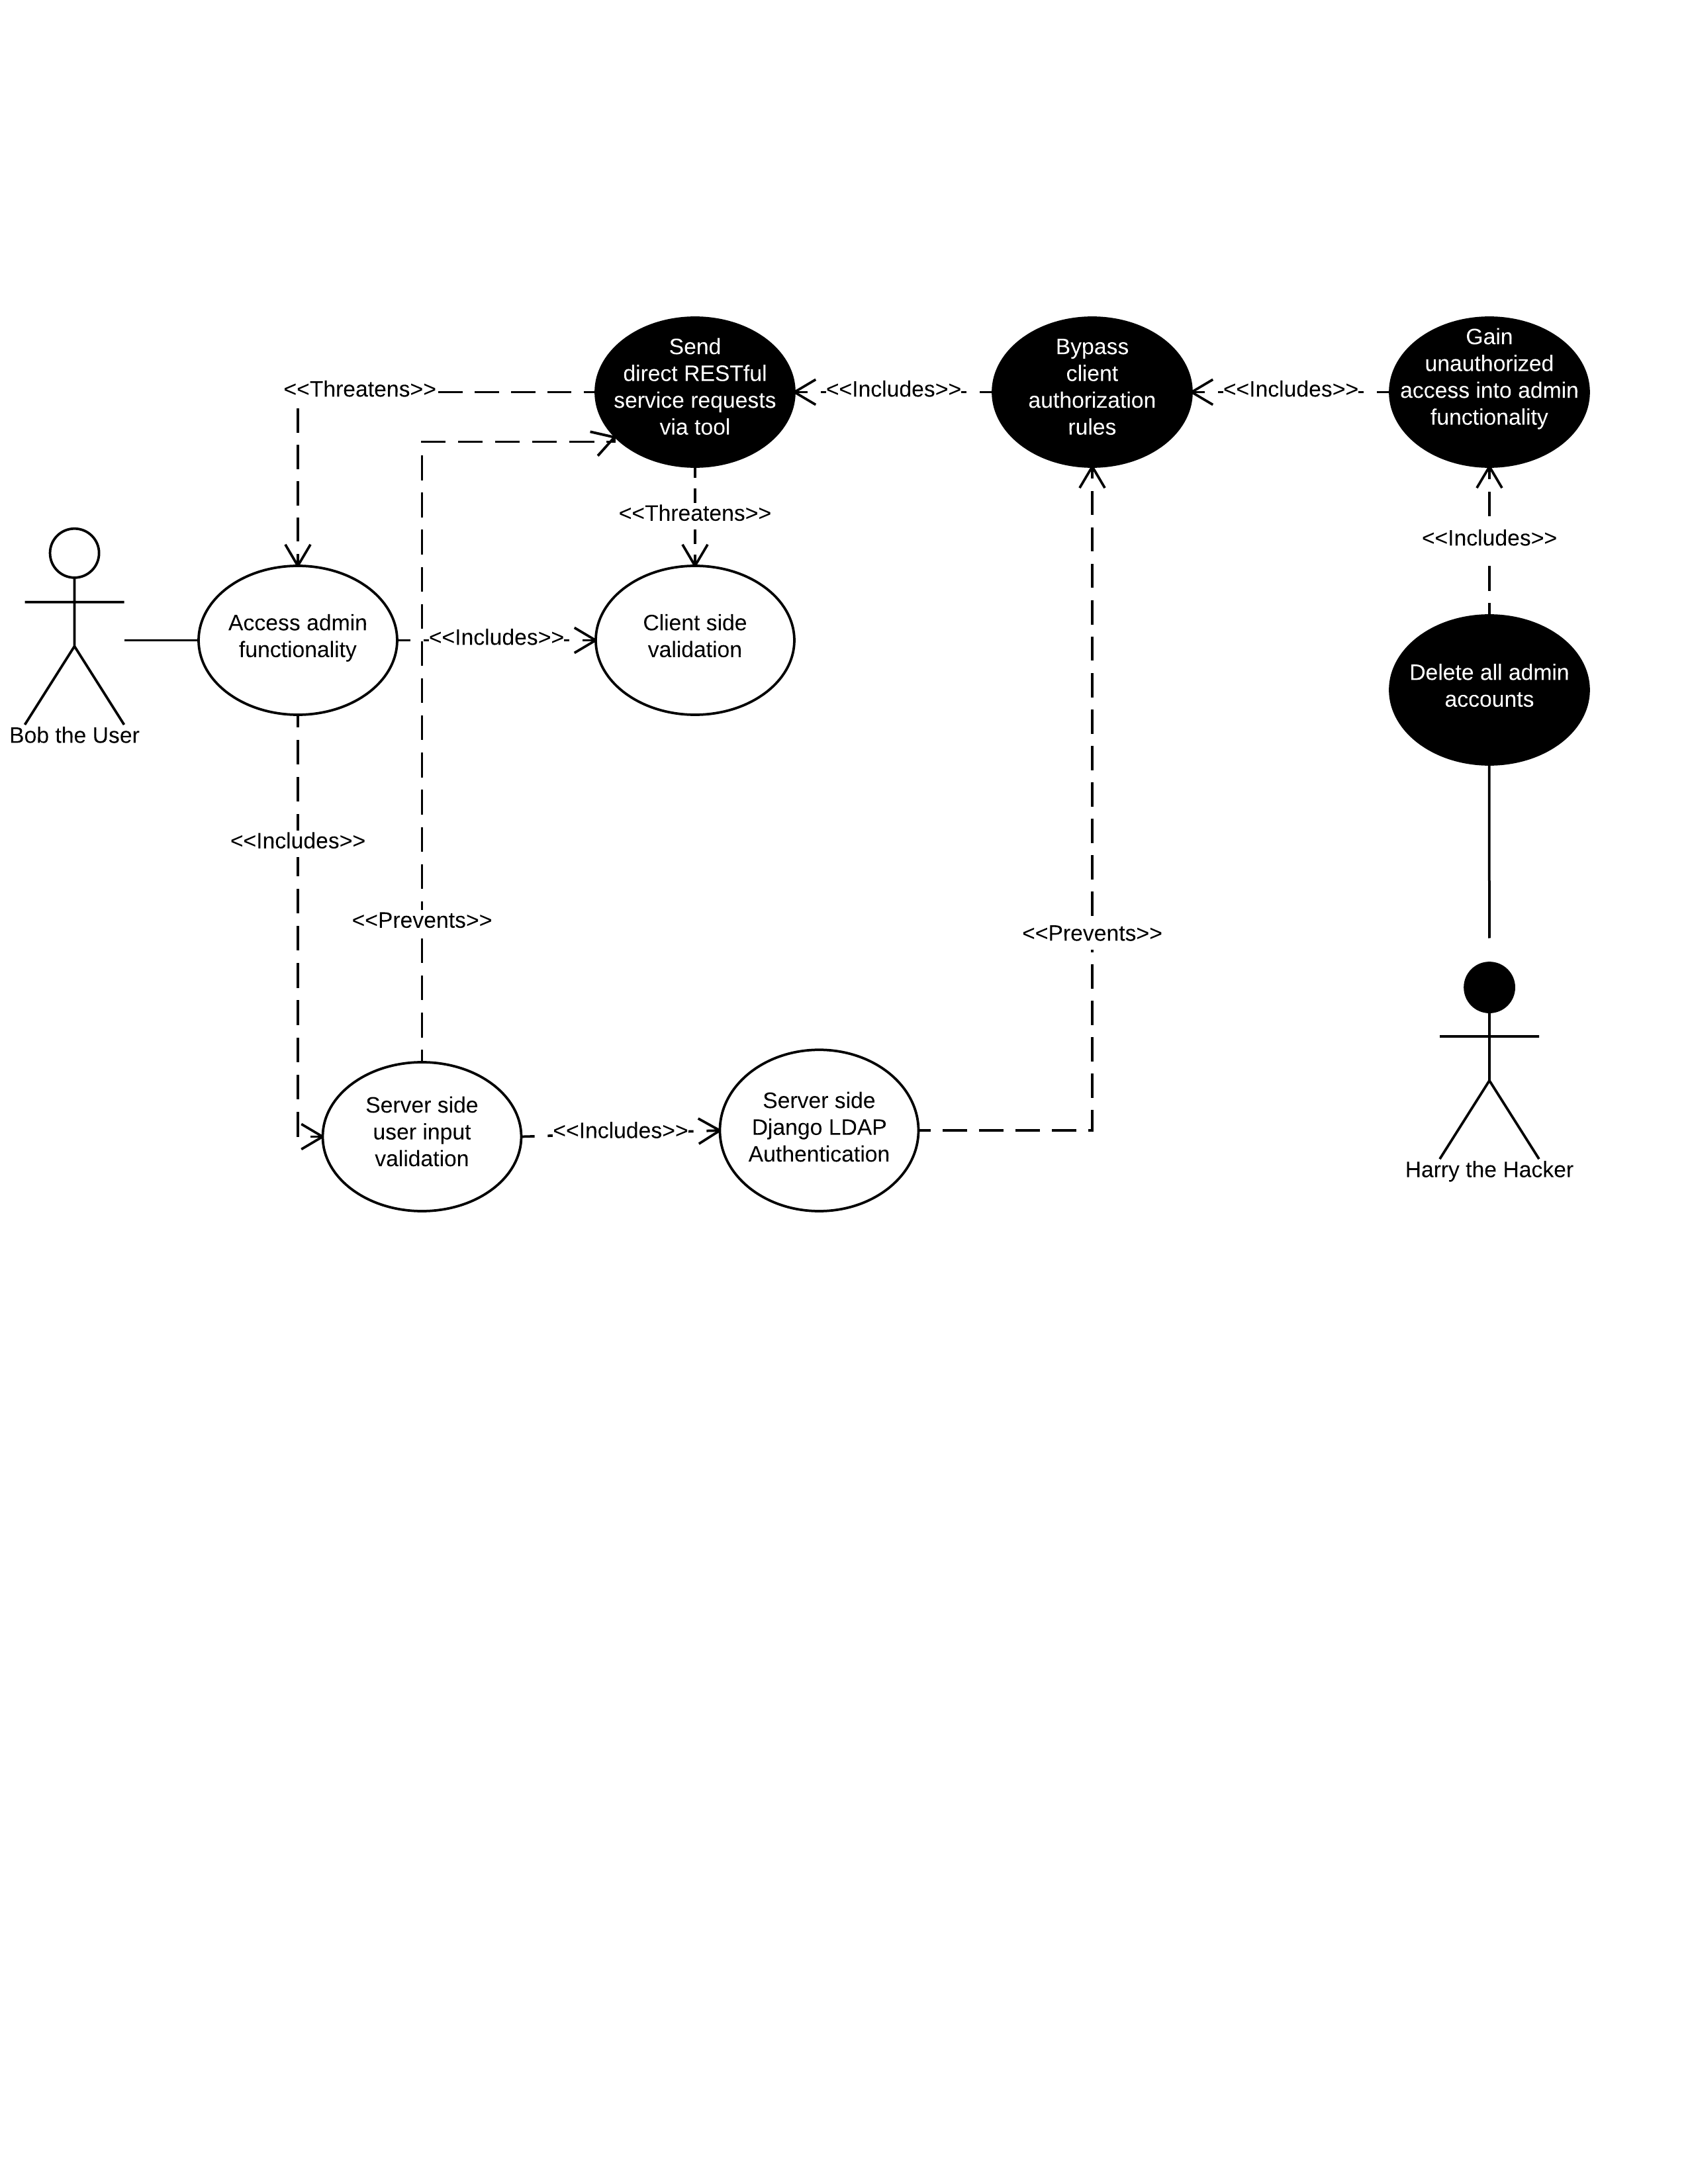 Send
direct RESTful
service requests
via tool
Bypass
client
authorization
rules
Gain
unauthorized
access into admin
functionality
<<Threatens>>
<<Includes>>
<<Includes>>
<<Threatens>>
<<Includes>>
Access admin
functionality
<<Includes>>
Client side
validation
Delete all admin
accounts
Bob the User
<<Includes>>
<<Prevents>>
<<Prevents>>
Server side
user input
validation
<<Includes>>
Server side
Django LDAP
Authentication
Harry the Hacker